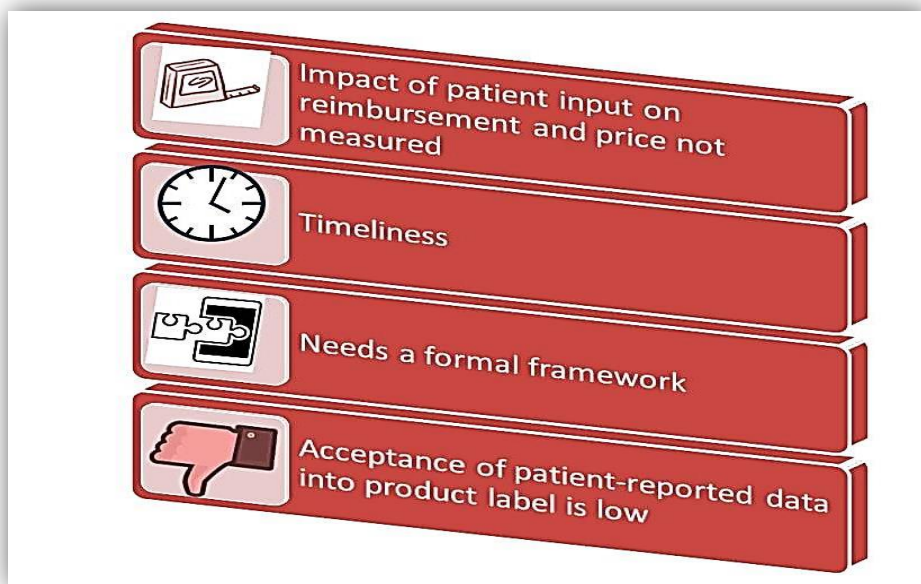 Impact of patient input on
reimbursement and price not
measured
Timeliness
Needs a formal framework
Acceptance of patient-reported data
into product label is low